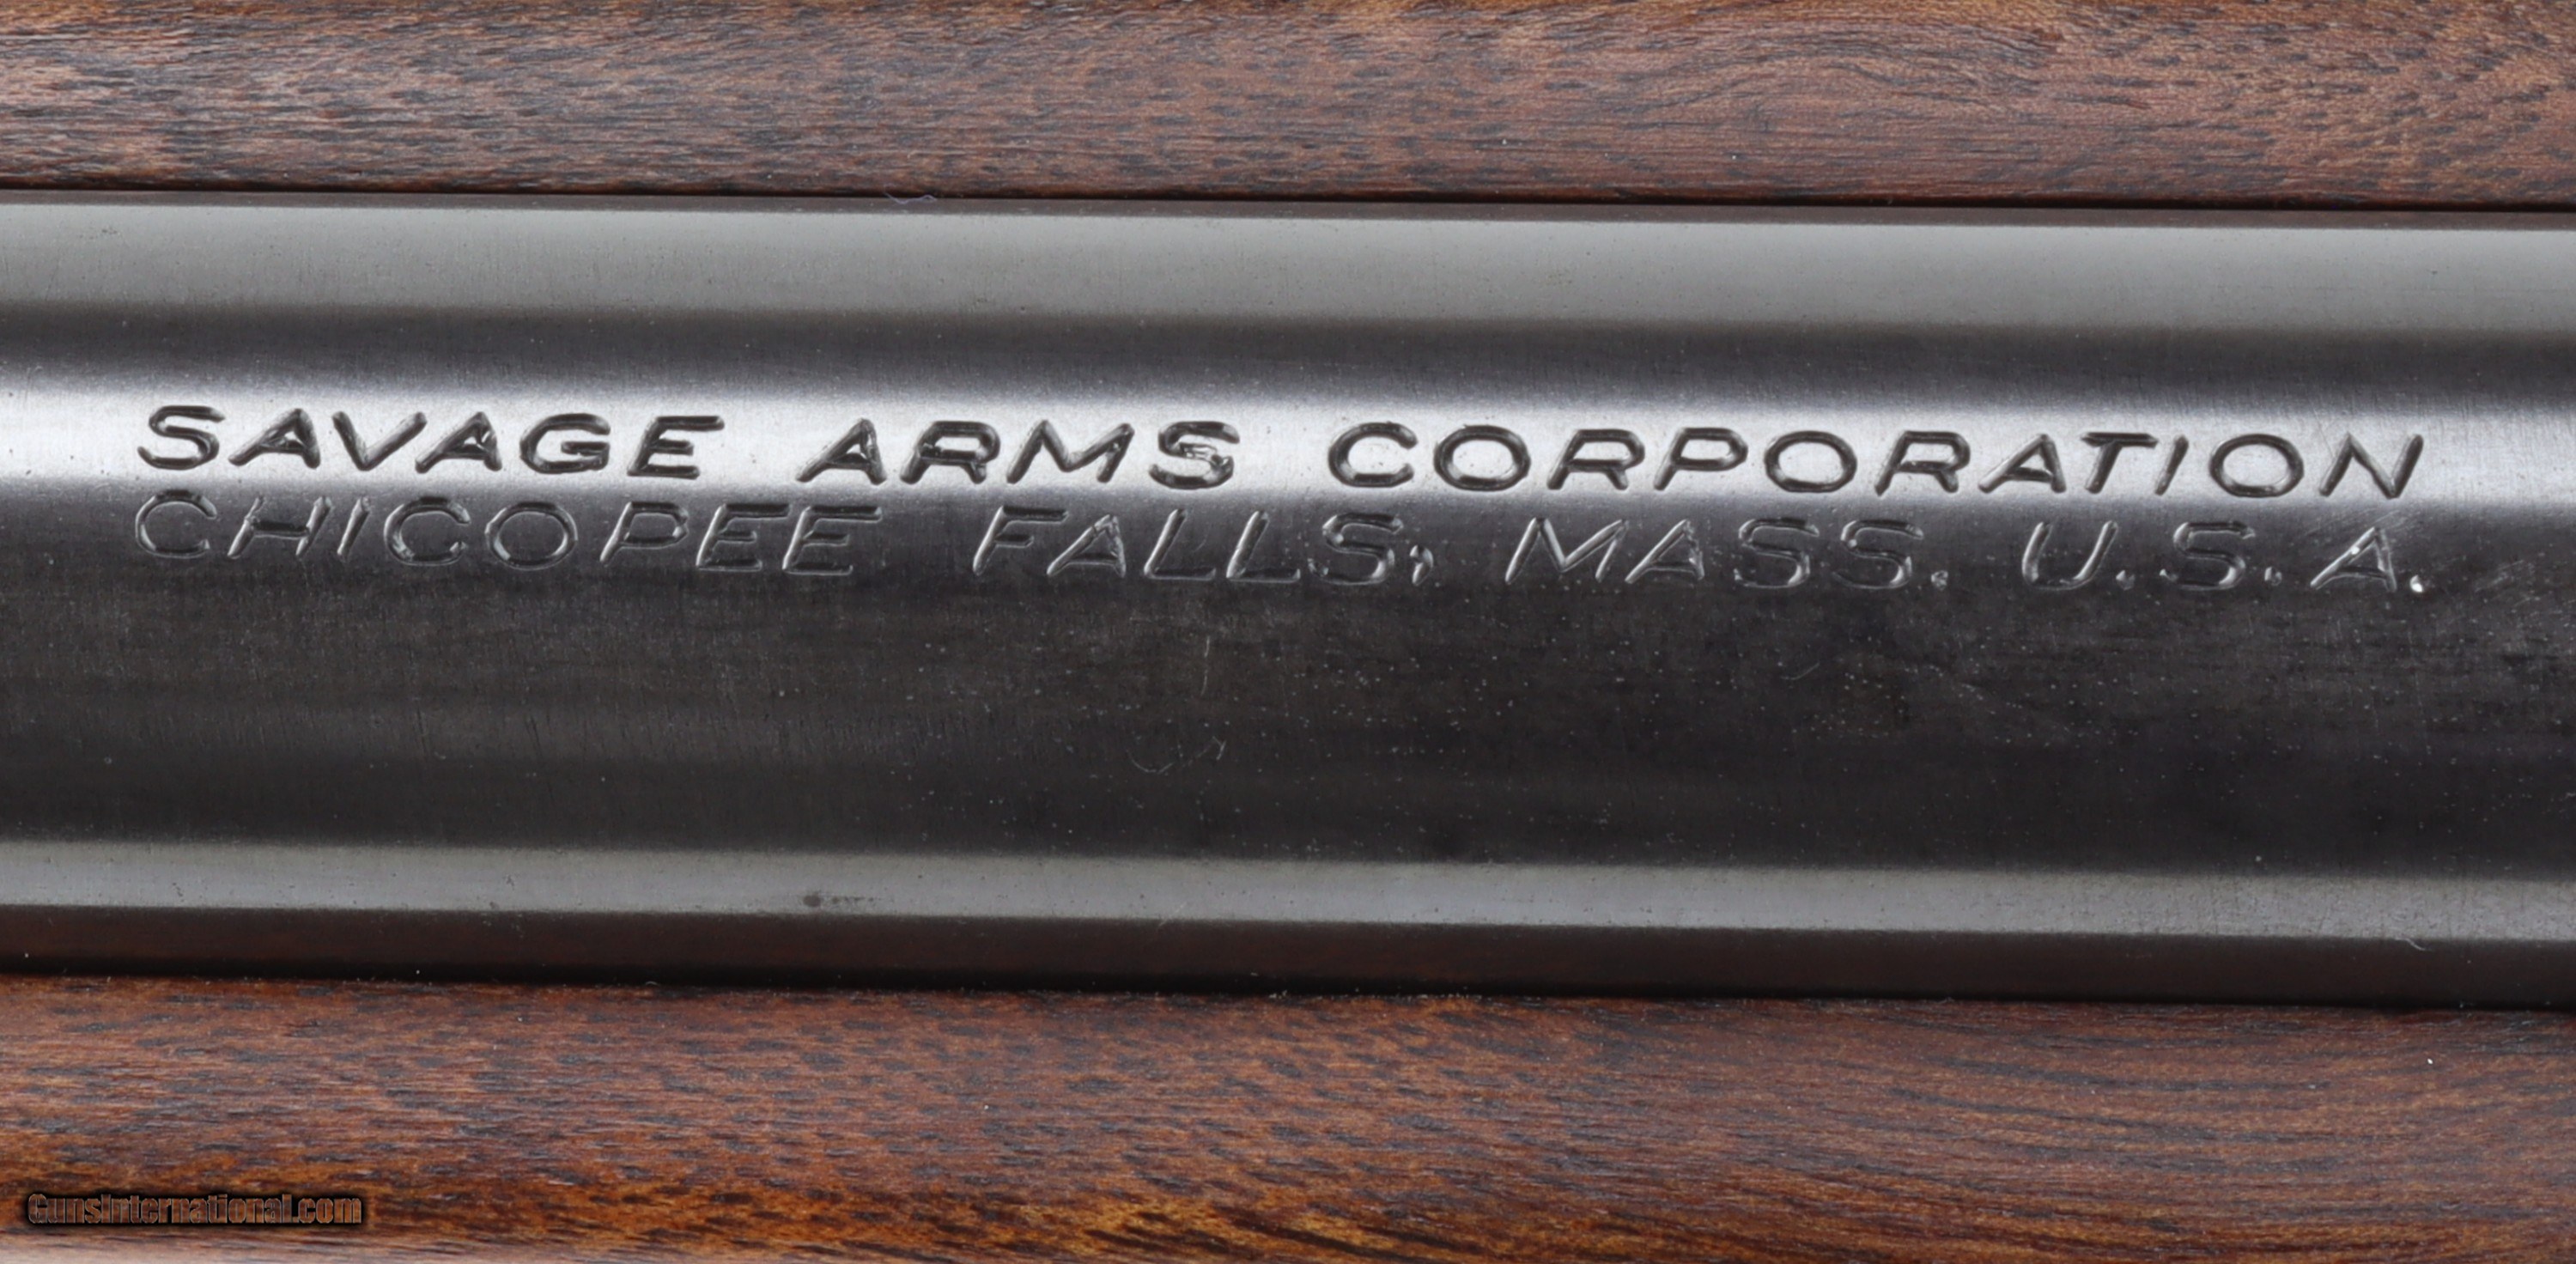 SAVAGE ARMS CORPORATION
CHICOPEE FALLS, MASS. U.S.A.
GunsInternational.com